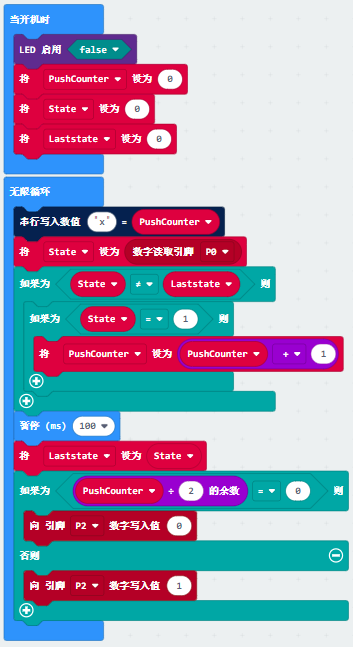 当开机时
LED 启用 false
将 PushCounter 设为 0
将 State 设为 0
将 Laststate 设为 0
无限循环
串行写入数值 "x" = PushCounter
将 State 设为 数字读取引脚 P0
如果为 State ≠ Laststate 则
如果为 State = 1 则
将 PushCounter 设为 PushCounter + 1
暂停 (ms) 100
将 Laststate 设为 State
如果为 PushCounter ÷ 2 的余数 = 0 则
向 引脚 P2 数字写入值 0
否则
向 引脚 P2 数字写入值 1